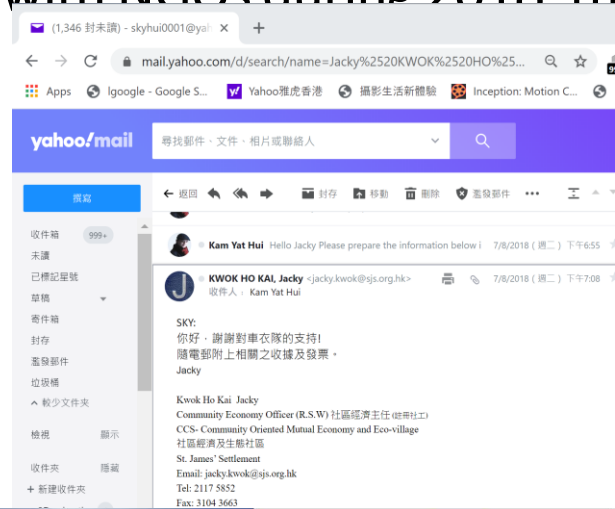 (1,346 封未讀) - skyhui0001@yah
mail.yahoo.com/d/search/name=Jacky%2520KWOK%2520HO%25...
Apps
Igoogle - Google S...
Yahoo雅虎香港
攝影生活新體驗
Inception: Motion C...
yahoo!mail
尋找郵件、文件、相片或聯絡人
撰寫
返回
封存
移動
刪除
濫發郵件
收件箱 999+
未讀
已標記星號
草稿
寄件箱
封存
濫發郵件
垃圾桶
較少文件夾
檢視 顯示
收件夾 隱藏
+ 新建收件夾
Kam Yat Hui Hello Jacky Please prepare the information below i 7/8/2018 ( 週二 ) 下午6:55
KWOK HO KAI, Jacky <jacky.kwok@sjs.org.hk> 7/8/2018 ( 週二 ) 下午7:08
收件人: Kam Yat Hui
SKY:
你好，謝謝對車衣隊的支持!
隨電郵附上相關之收據及發票。
Jacky
Kwok Ho Kai Jacky
Community Economy Officer (R.S.W) 社區經濟主任 (註冊社工)
CCS- Community Oriented Mutual Economy and Eco-village
社區經濟及生態社區
St. James' Settlement
Email: jacky.kwok@sjs.org.hk
Tel: 2117 5852
Fax: 3104 3663